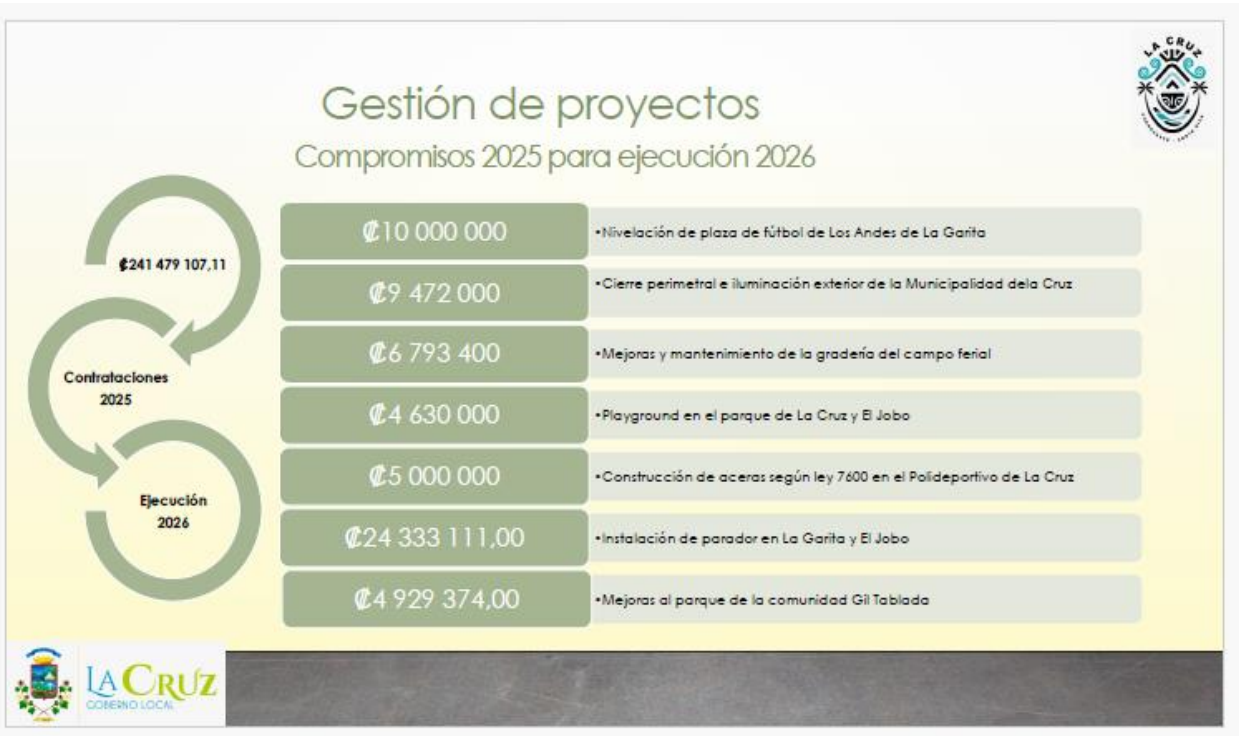 LA CRUZ
Gestión de proyectos
Compromisos 2025 para ejecución 2026
₡241 479 107,11
Contrataciones
2025
Ejecución
2026
₡10 000 000
•Nivelación de plaza de fútbol de Los Andes de La Garita
₡9 472 000
•Cierre perimetral e iluminación exterior de la Municipalidad dela Cruz
₡6 793 400
•Mejoras y mantenimiento de la gradería del campo ferial
₡4 630 000
•Playground en el parque de La Cruz y El Jobo
₡5 000 000
•Construcción de aceras según ley 7600 en el Polideportivo de La Cruz
₡24 333 111,00
•Instalación de parador en La Garita y El Jobo
₡4 929 374,00
•Mejoras al parque de la comunidad Gil Tablada
LA CRUZ
GOBIERNO LOCAL